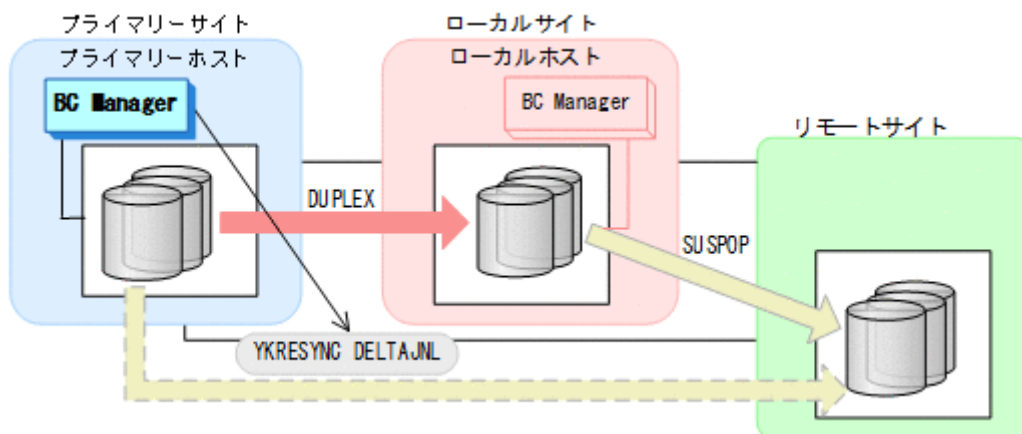 プライマリーサイト
プライマリーホスト
BC Manager
ローカルサイト
ローカルホスト
BC Manager
リモートサイト
DUPLEX
SUSPOP
YKRESYNC DELTAJNL